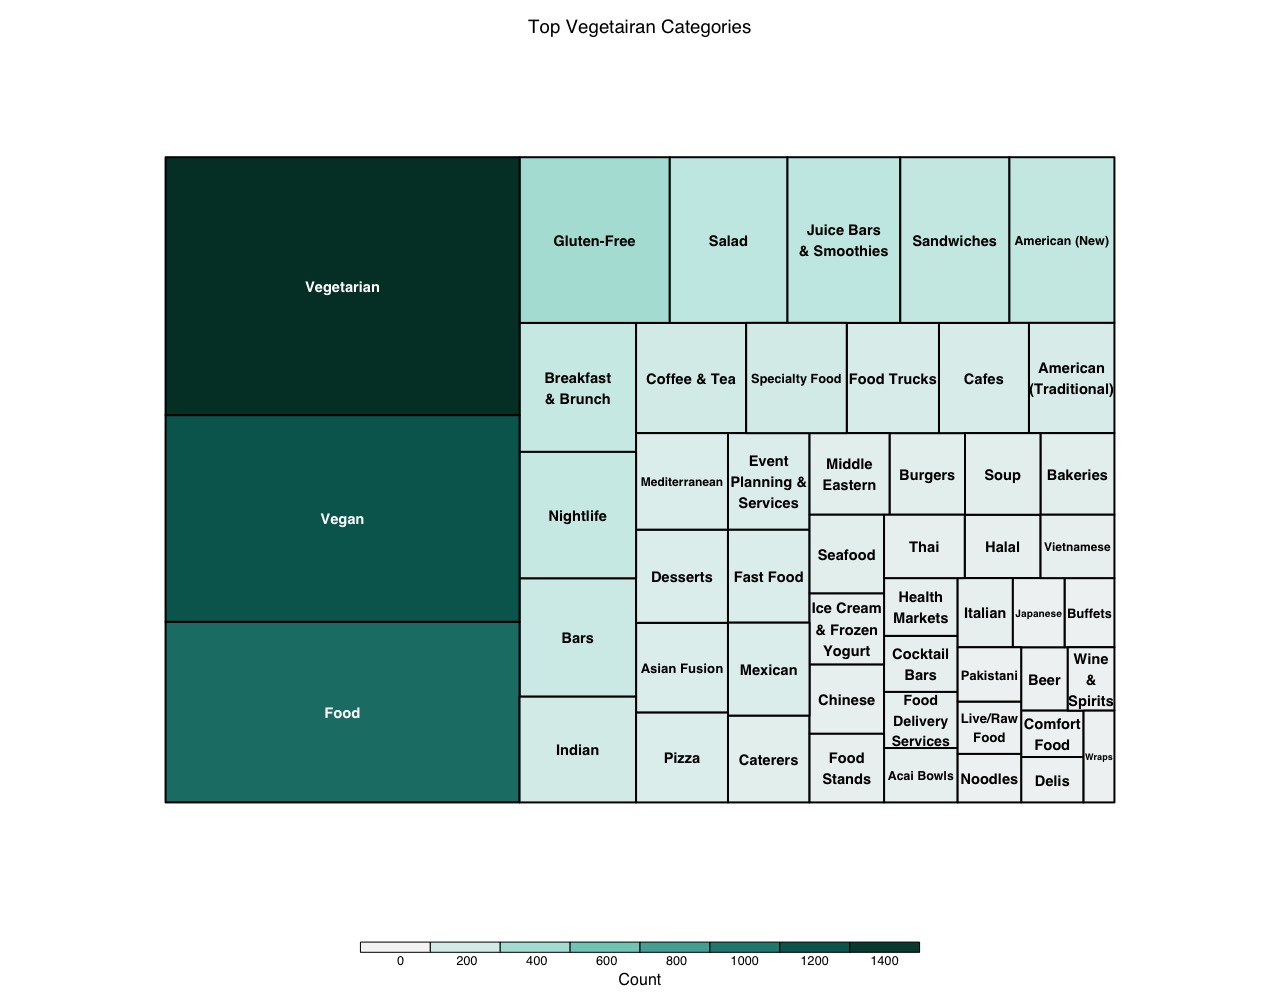 Top Vegetairan Categories
Vegetarian
Vegan
Food
Gluten-Free
Salad
Juice Bars
& Smoothies
Sandwiches
American (New)
Breakfast
& Brunch
Nightlife
Bars
Indian
Coffee & Tea
Specialty Food
Food Trucks
Cafes
American
(Traditional)
Mediterranean
Desserts
Asian Fusion
Pizza
Event
Planning &
Services
Fast Food
Mexican
Caterers
Middle
Eastern
Burgers
Soup
Bakeries
Seafood
Ice Cream
& Frozen
Yogurt
Chinese
Food
Stands
Thai
Halal
Vietnamese
Health
Markets
Cocktail
Bars
Food
Delivery
Services
Acai Bowls
Italian
Japanese
Buffets
Pakistani
Live/Raw
Food
Noodles
Beer
Wine
&
Spirits
Comfort
Food
Delis
Wraps
0 200 400 600 800 1000 1200 1400
Count